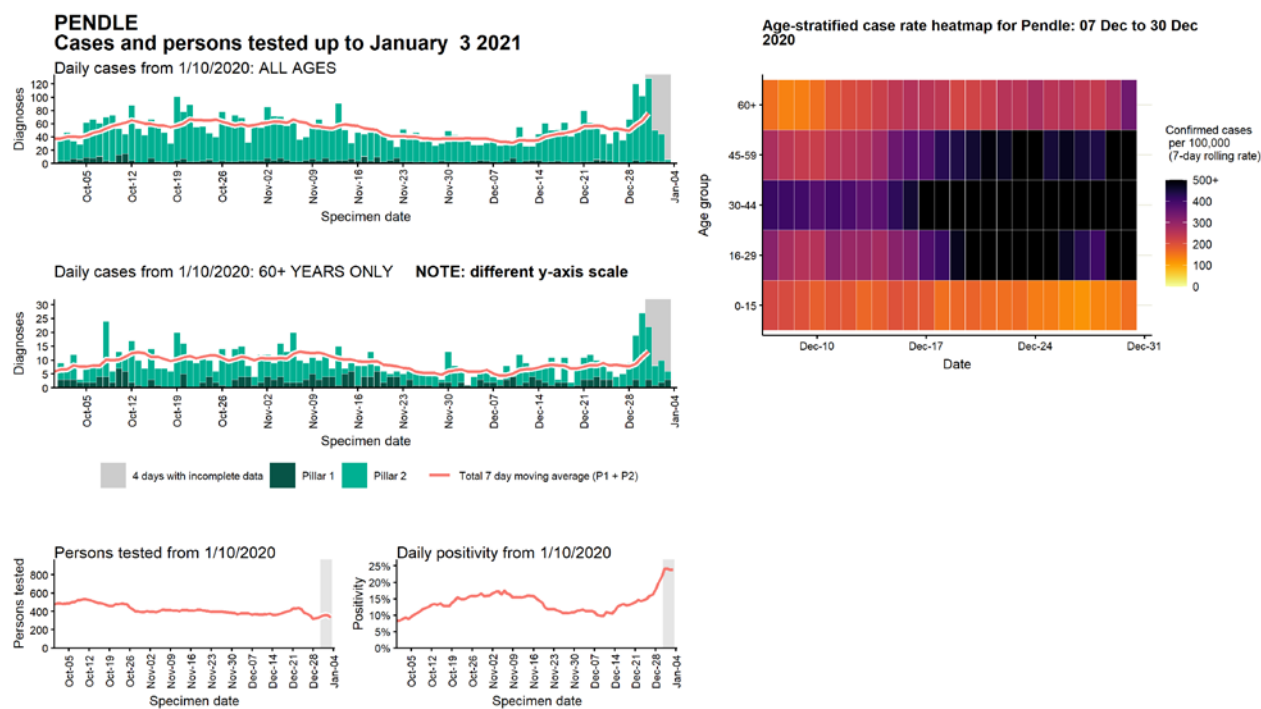 PENDLE
Cases and persons tested up to January 3 2021
Daily cases from 1/10/2020: ALL AGES
Diagnoses
120
100
80
60
40
20
0
Oct-05 Oct-12 Oct-19 Oct-26 Nov-02 Nov-09 Nov-16 Nov-23 Nov-30 Dec-07 Dec-14 Dec-21 Dec-28 Jan-04
Specimen date
Daily cases from 1/10/2020: 60+ YEARS ONLY NOTE: different y-axis scale
Diagnoses
30
25
20
15
10
5
0
Oct-05 Oct-12 Oct-19 Oct-26 Nov-02 Nov-09 Nov-16 Nov-23 Nov-30 Dec-07 Dec-14 Dec-21 Dec-28 Jan-04
Specimen date
4 days with incomplete data Pillar 1 Pillar 2 Total 7 day moving average (P1 + P2)
Persons tested from 1/10/2020
Persons tested
800
600
400
200
0
Oct-05 Oct-12 Oct-19 Oct-26 Nov-02 Nov-09 Nov-16 Nov-23 Nov-30 Dec-07 Dec-14 Dec-21 Dec-28 Jan-04
Specimen date
Daily positivity from 1/10/2020
Positivity
25%
20%
15%
10%
5%
0%
Oct-05 Oct-12 Oct-19 Oct-26 Nov-02 Nov-09 Nov-16 Nov-23 Nov-30 Dec-07 Dec-14 Dec-21 Dec-28 Jan-04
Specimen date
Age-stratified case rate heatmap for Pendle: 07 Dec to 30 Dec
2020
Age group
60+
45-59
30-44
16-29
0-15
Dec-10 Dec-17 Dec-24 Dec-31
Date
Confirmed cases
per 100,000
(7-day rolling rate)
500+
400
300
200
100
0